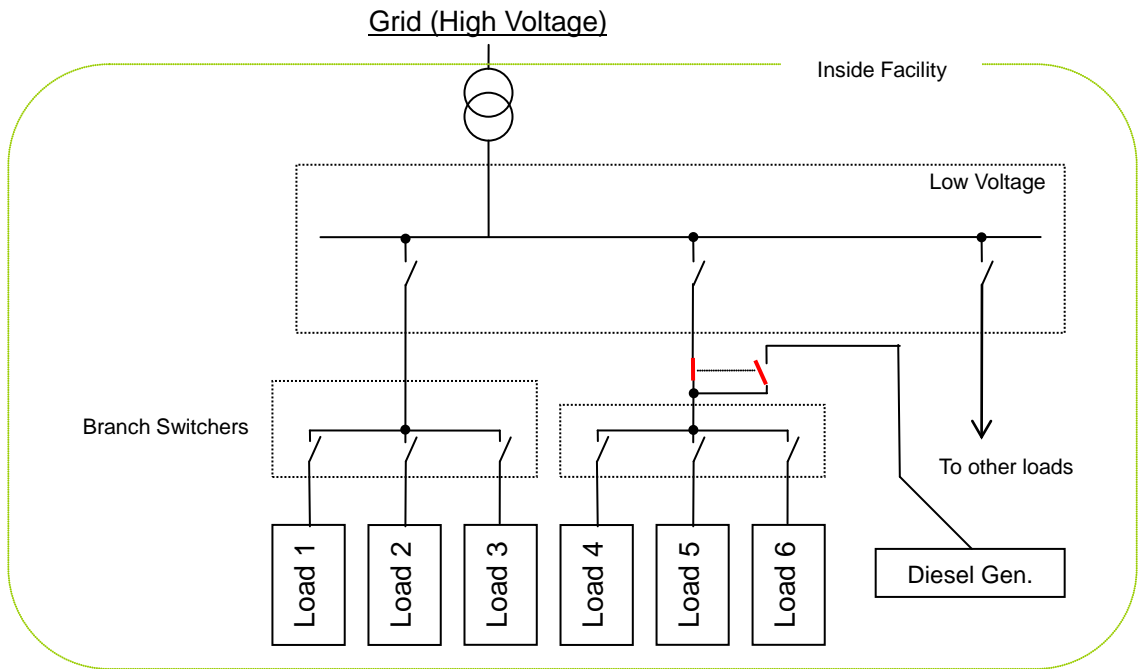 Grid (High Voltage)
Inside Facility
Low Voltage
Branch Switchers
To other loads
Load 1
Load 2
Load 3
Load 4
Load 5
Load 6
Diesel Gen.